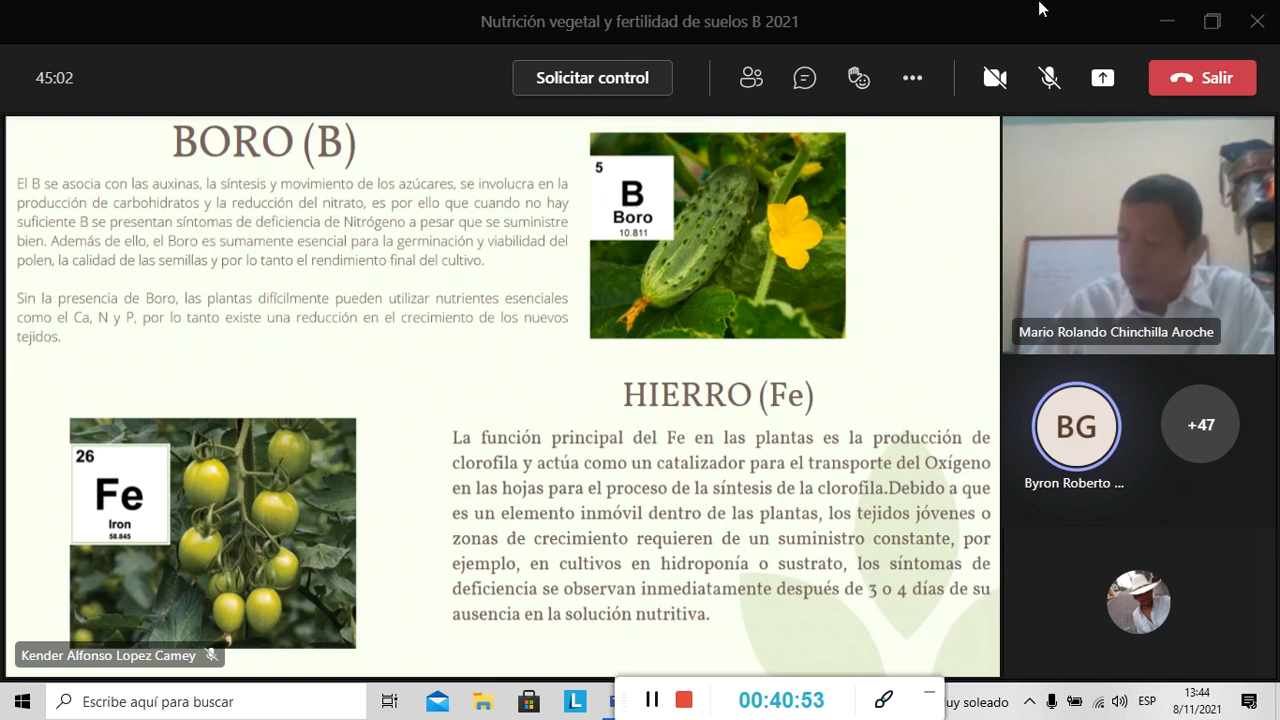 Nutrición vegetal y fertilidad de suelos B 2021
45:02
Solicitar control
Salir
BORO (B)
El B se asocia con las auxinas, la síntesis y movimiento de los azúcares, se involucra en la
producción de carbohidratos y la reducción del nitrato, es por ello que cuando no hay
suficiente B se presentan síntomas de deficiencia de Nitrógeno a pesar que se suministre
bien. Además de ello, el Boro es sumamente esencial para la germinación y viabilidad del
polen, la calidad de las semillas y por lo tanto el rendimiento final del cultivo.
Sin la presencia de Boro, las plantas difícilmente pueden utilizar nutrientes esenciales
como el Ca, N y P, por lo tanto existe una reducción en el crecimiento de los nuevos
tejidos.
5
B
Boro
10.811
HIERRO (Fe)
La función principal del Fe en las plantas es la producción de
clorofila y actúa como un catalizador para el transporte del Oxígeno
en las hojas para el proceso de la síntesis de la clorofila.Debido a que
es un elemento inmóvil dentro de las plantas, los tejidos jóvenes o
zonas de crecimiento requieren de un suministro constante, por
ejemplo, en cultivos en hidroponía o sustrato, los síntomas de
deficiencia se observan inmediatamente después de 3 o 4 días de su
ausencia en la solución nutritiva.
26
Fe
Iron
58.845
Kender Alfonso Lopez Camey
Mario Rolando Chinchilla Aroche
BG
Byron Roberto ...
+47
Escribe aquí para buscar
L
00:40:53
uy soleado
ESP
13:44
8/11/2021